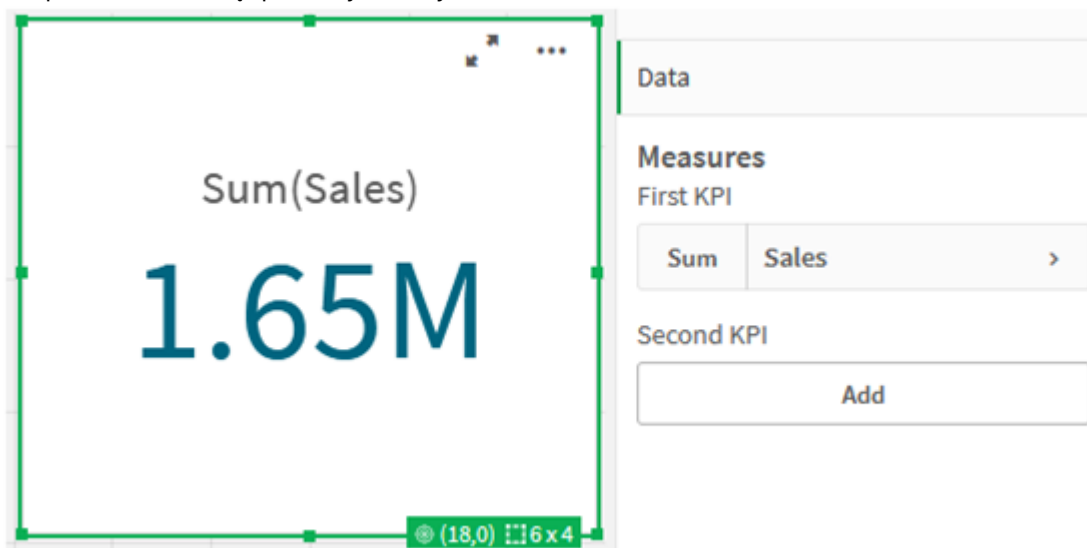 Sum(Sales)
1.65M
(18,0) 6 x 4
Data
Measures
First KPI
Sum Sales
Second KPI
Add